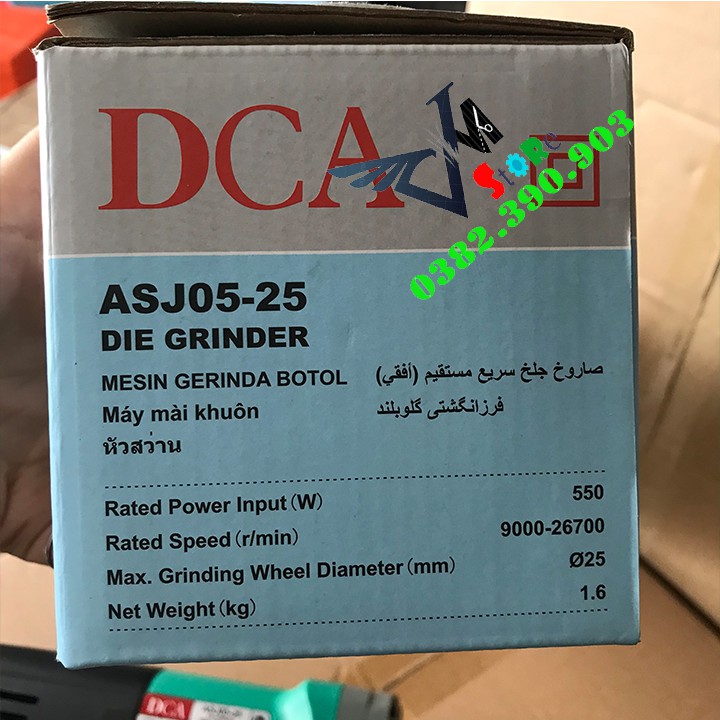 DCA
JM
Store
0382.390.903
ASJ05-25
DIE GRINDER
MESIN GERINDA BOTOL
صاروخ جلخ سريع مستقيم (أفقي)
Máy mài khuôn
فرزانگشتی گلوبلند
หัวสว่าน
Rated Power Input(W) 550
Rated Speed(r/min) 9000-26700
Max. Grinding Wheel Diameter(mm) Ø25
Net Weight(kg) 1.6
DCA